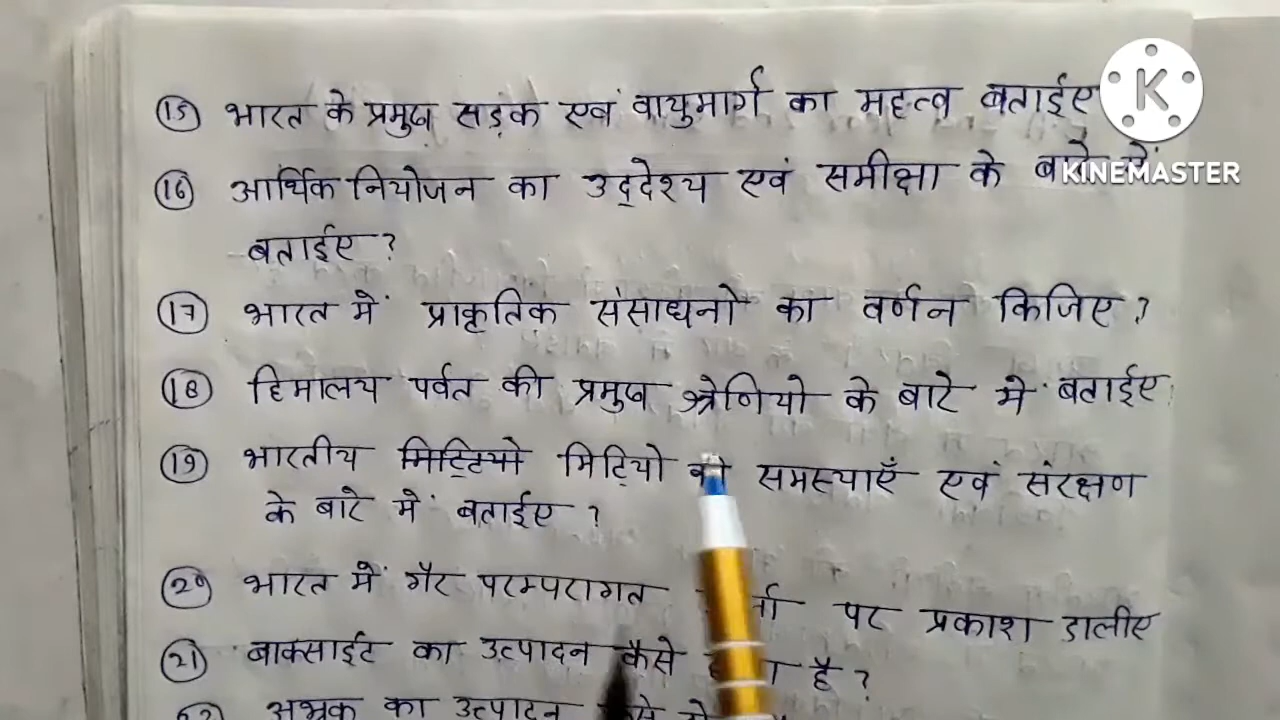 (15) भारत के प्रमुख सड़क एवं वायुमार्ग का महत्व बताईए
K
(16) आर्थिक नियोजन का उद्देश्य एवं समीक्षा के
KINEMASTER
बताईए ?
(17) भारत में प्राकृतिक संसाधनो का वर्णन किजिए ?
(18) हिमालय पर्वत की प्रमुख श्रेणियो के बारे में बताईए
(19) भारतीय मिट्टियो मिट्टियो की समस्याएँ एवं संरक्षण
के बारे में बताईए ?
(20) भारत में गैर परम्परागत पर प्रकाश डालीए
(21) बाक्साईट का उत्पादन कैसे है ?
अभ्रक का उत्पादन